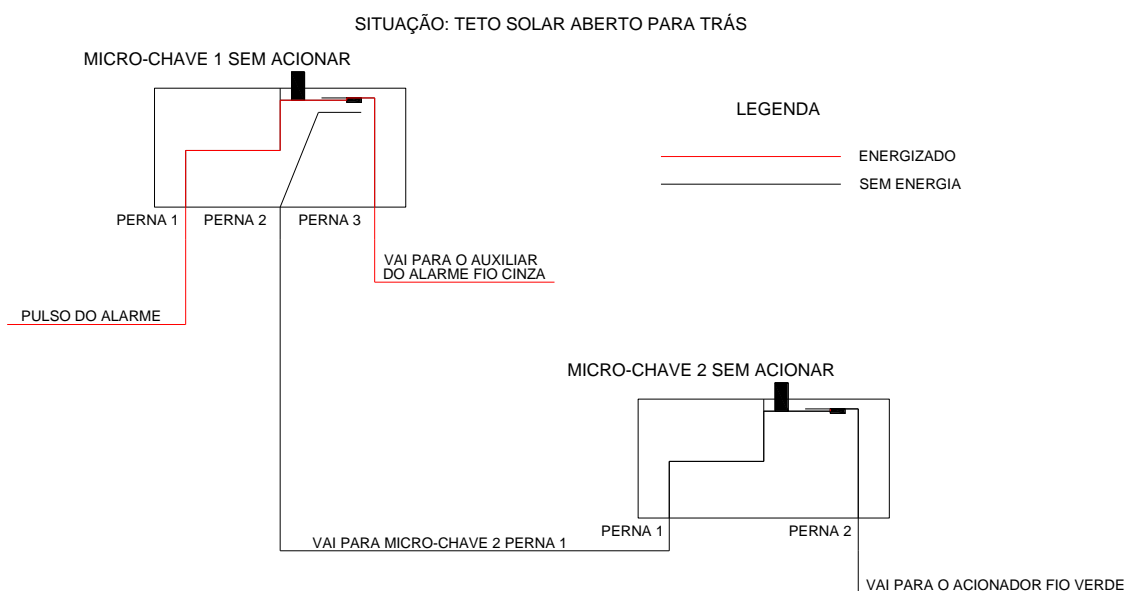 SITUAÇÃO: TETO SOLAR ABERTO PARA TRÁS
MICRO-CHAVE 1 SEM ACIONAR
LEGENDA
ENERGIZADO
SEM ENERGIA
PERNA 1
PERNA 2
PERNA 3
VAI PARA O AUXILIAR
DO ALARME FIO CINZA
PULSO DO ALARME
MICRO-CHAVE 2 SEM ACIONAR
PERNA 1
PERNA 2
VAI PARA MICRO-CHAVE 2 PERNA 1
VAI PARA O ACIONADOR FIO VERDE